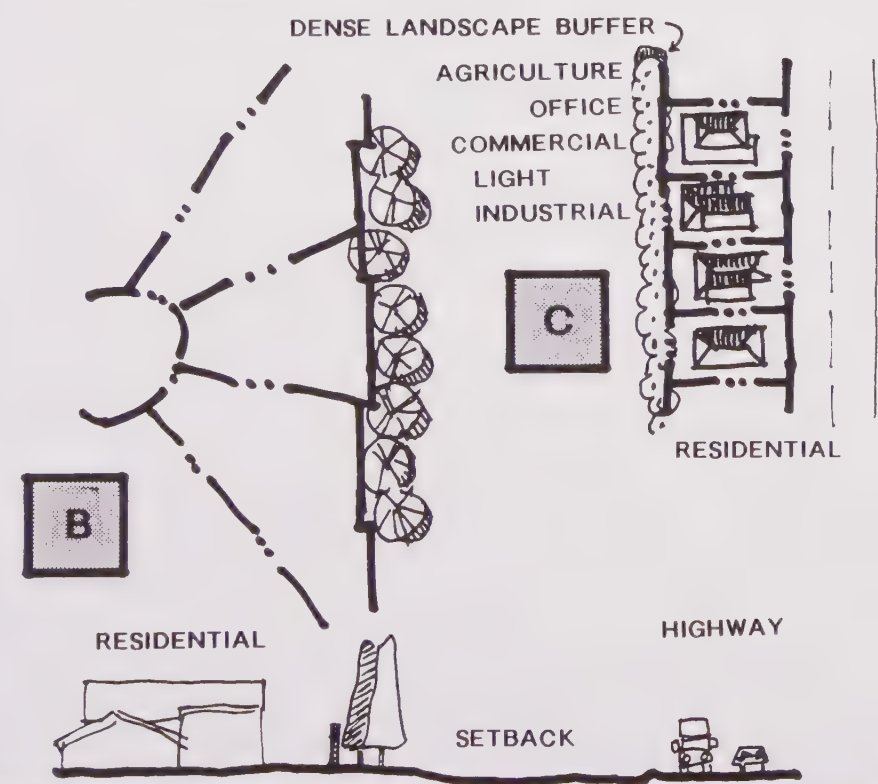 DENSE LANDSCAPE BUFFER
AGRICULTURE
OFFICE
COMMERCIAL
LIGHT
INDUSTRIAL
C
RESIDENTIAL
B
RESIDENTIAL
HIGHWAY
SETBACK